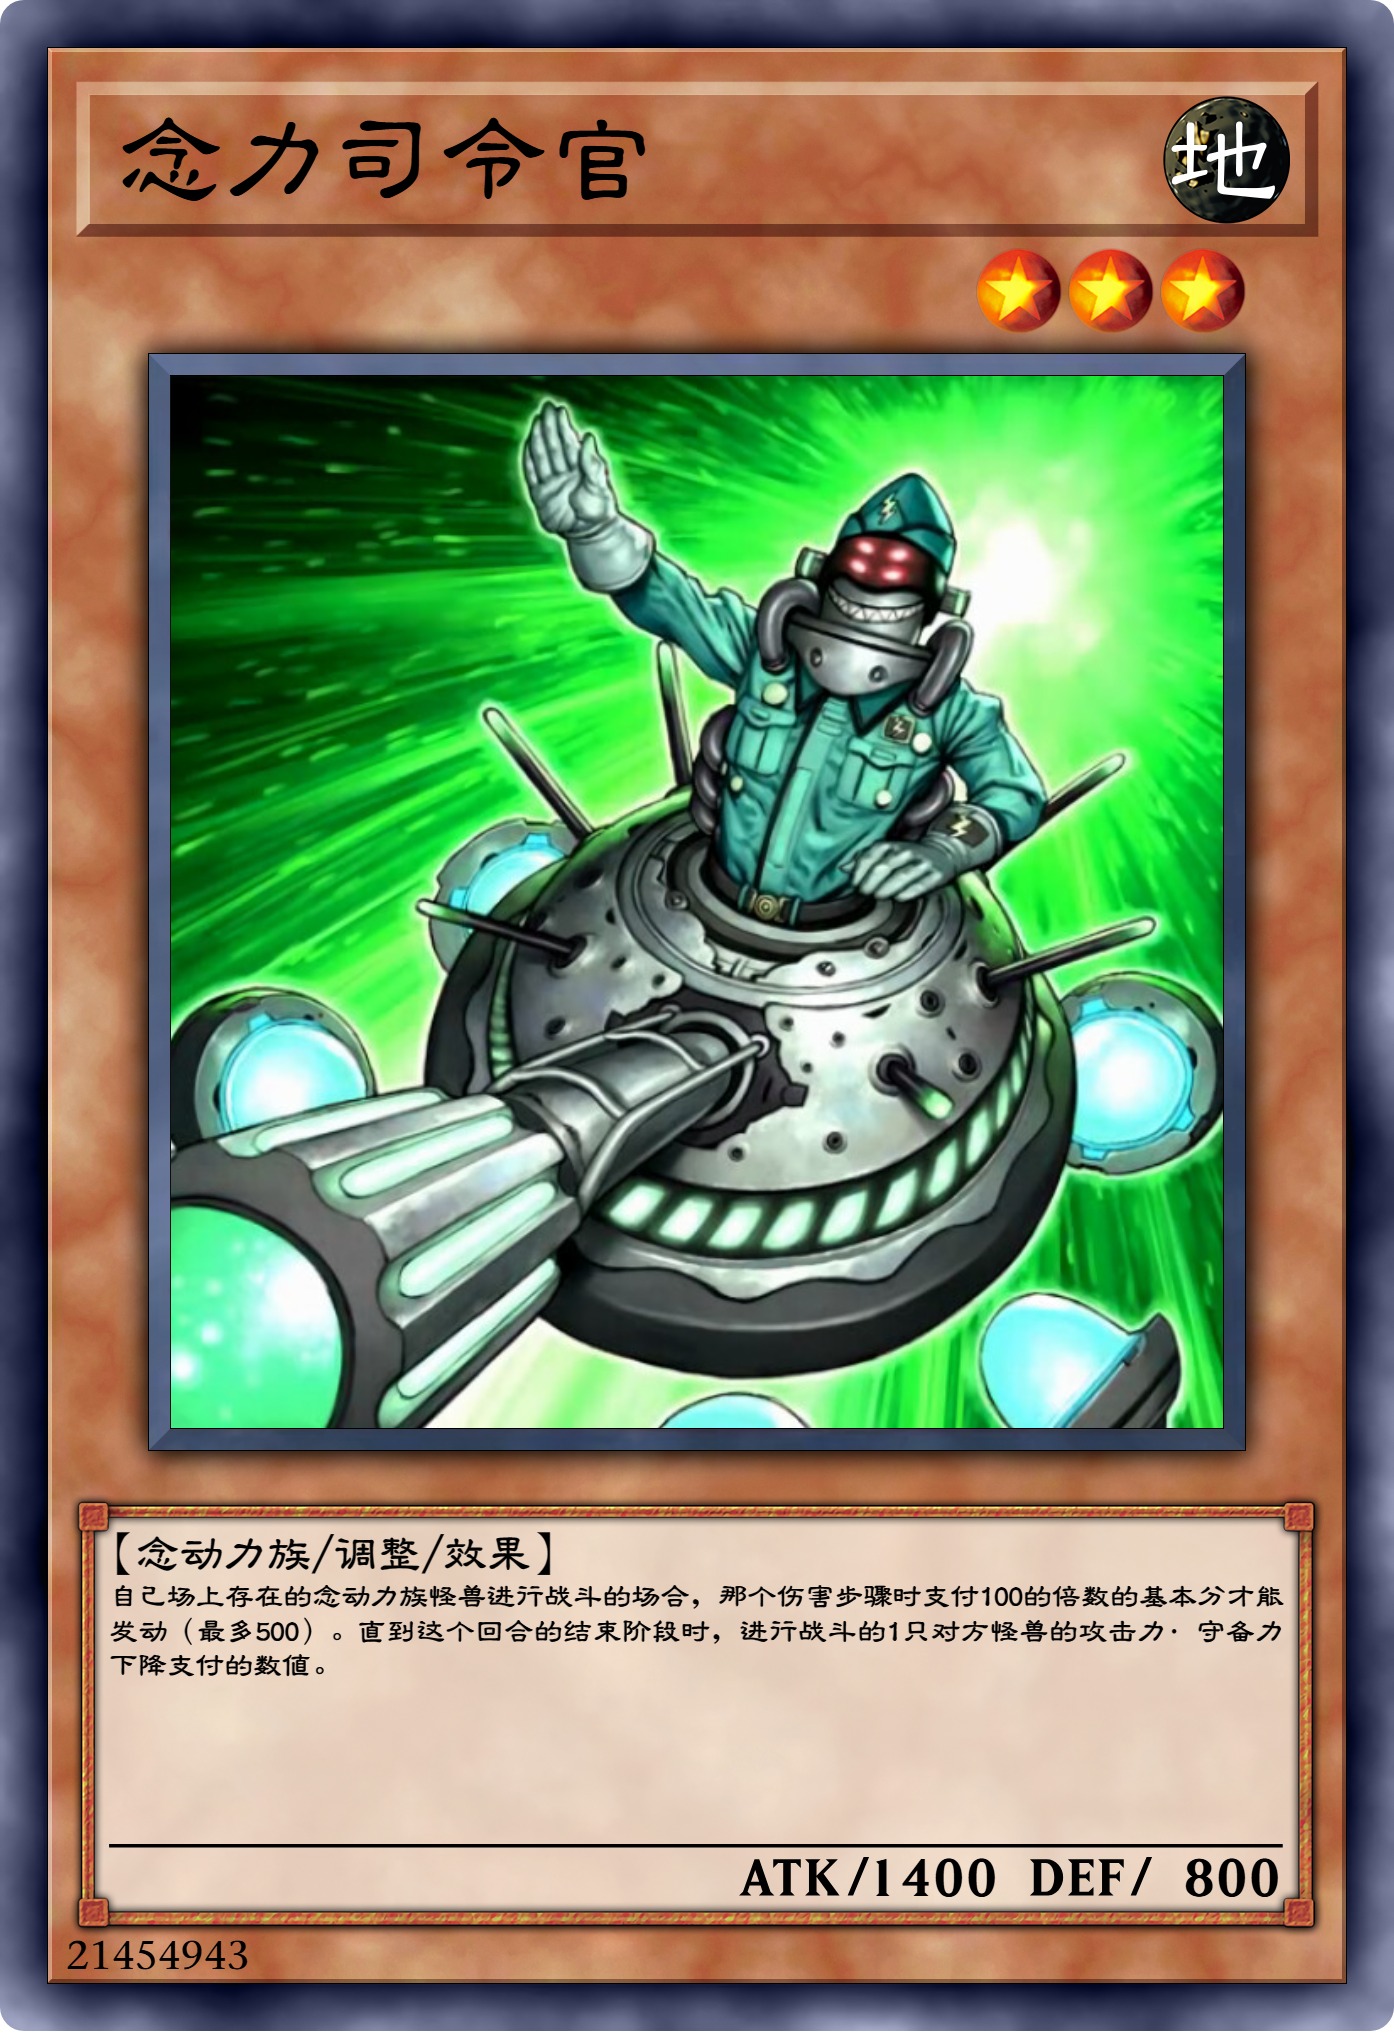 念力司令官
地
【念动力族/调整/效果】
自己场上存在的念动力族怪兽进行战斗的场合，那个伤害步骤时支付100的倍数的基本分才能
发动（最多500）。直到这个回合的结束阶段时，进行战斗的1只对方怪兽的攻击力·守备力
下降支付的数值。
ATK/1400 DEF/ 800
21454943